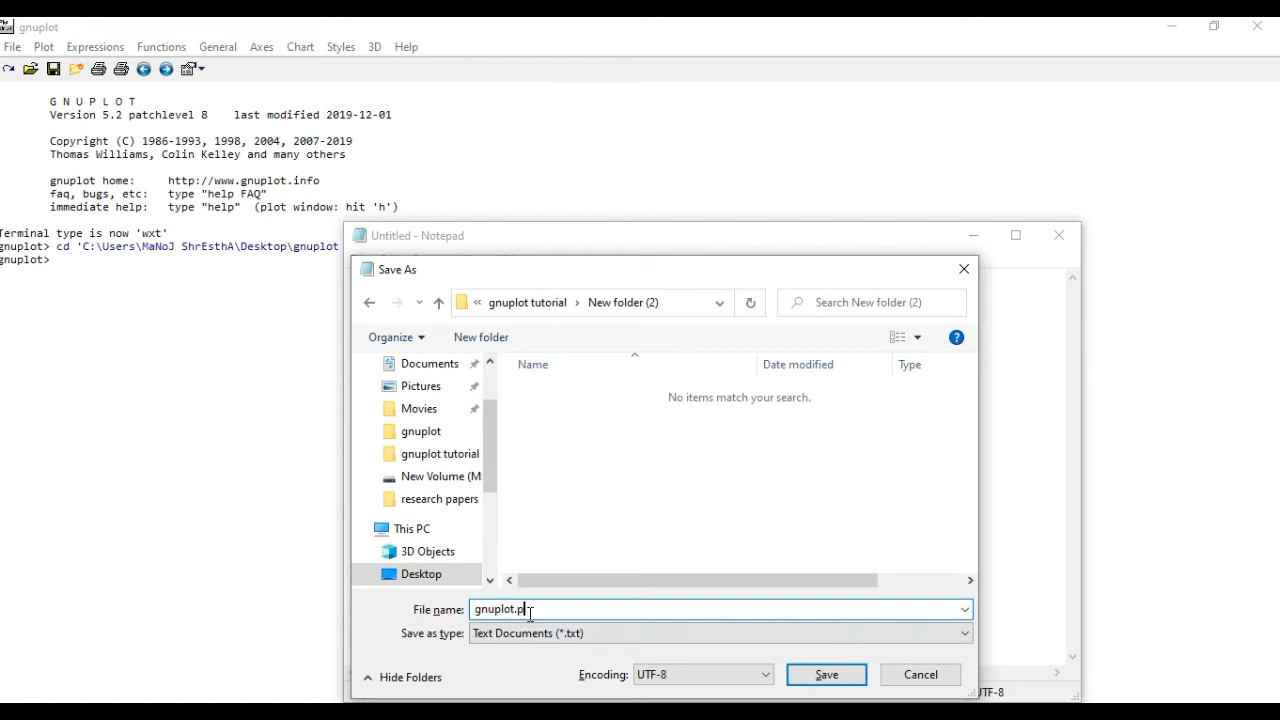 gnuplot
File Plot Expressions Functions General Axes Chart Styles 3D Help
G N U P L O T
Version 5.2 patchlevel 8 last modified 2019-12-01
Copyright (C) 1986-1993, 1998, 2004, 2007-2019
Thomas Williams, Colin Kelley and many others
gnuplot home: http://www.gnuplot.info
faq, bugs, etc: type "help FAQ"
immediate help: type "help" (plot window: hit 'h')
Terminal type is now 'wxt'
gnuplot> cd 'C:\Users\MaNoJ ShrEsthA\Desktop\gnuplot
gnuplot>
Untitled - Notepad
Save As
« gnuplot tutorial › New folder (2)
Search New folder (2)
Organize New folder
Name Date modified Type
No items match your search.
Documents
Pictures
Movies
gnuplot
gnuplot tutorial
New Volume (M
research papers
This PC
3D Objects
Desktop
File name: gnuplot.p
Save as type: Text Documents (*.txt)
Hide Folders Encoding: UTF-8 Save Cancel
UTF-8